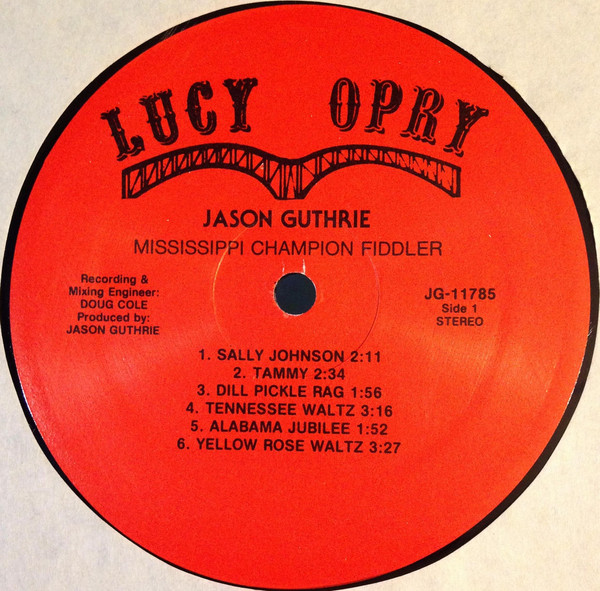 LUCY OPRY
JASON GUTHRIE
MISSISSIPPI CHAMPION FIDDLER
Recording &
Mixing Engineer:
DOUG COLE
Produced by:
JASON GUTHRIE
JG-11785
Side 1
STEREO
1. SALLY JOHNSON 2:11
2. TAMMY 2:34
3. DILL PICKLE RAG 1:56
4. TENNESSEE WALTZ 3:16
5. ALABAMA JUBILEE 1:52
6. YELLOW ROSE WALTZ 3:27